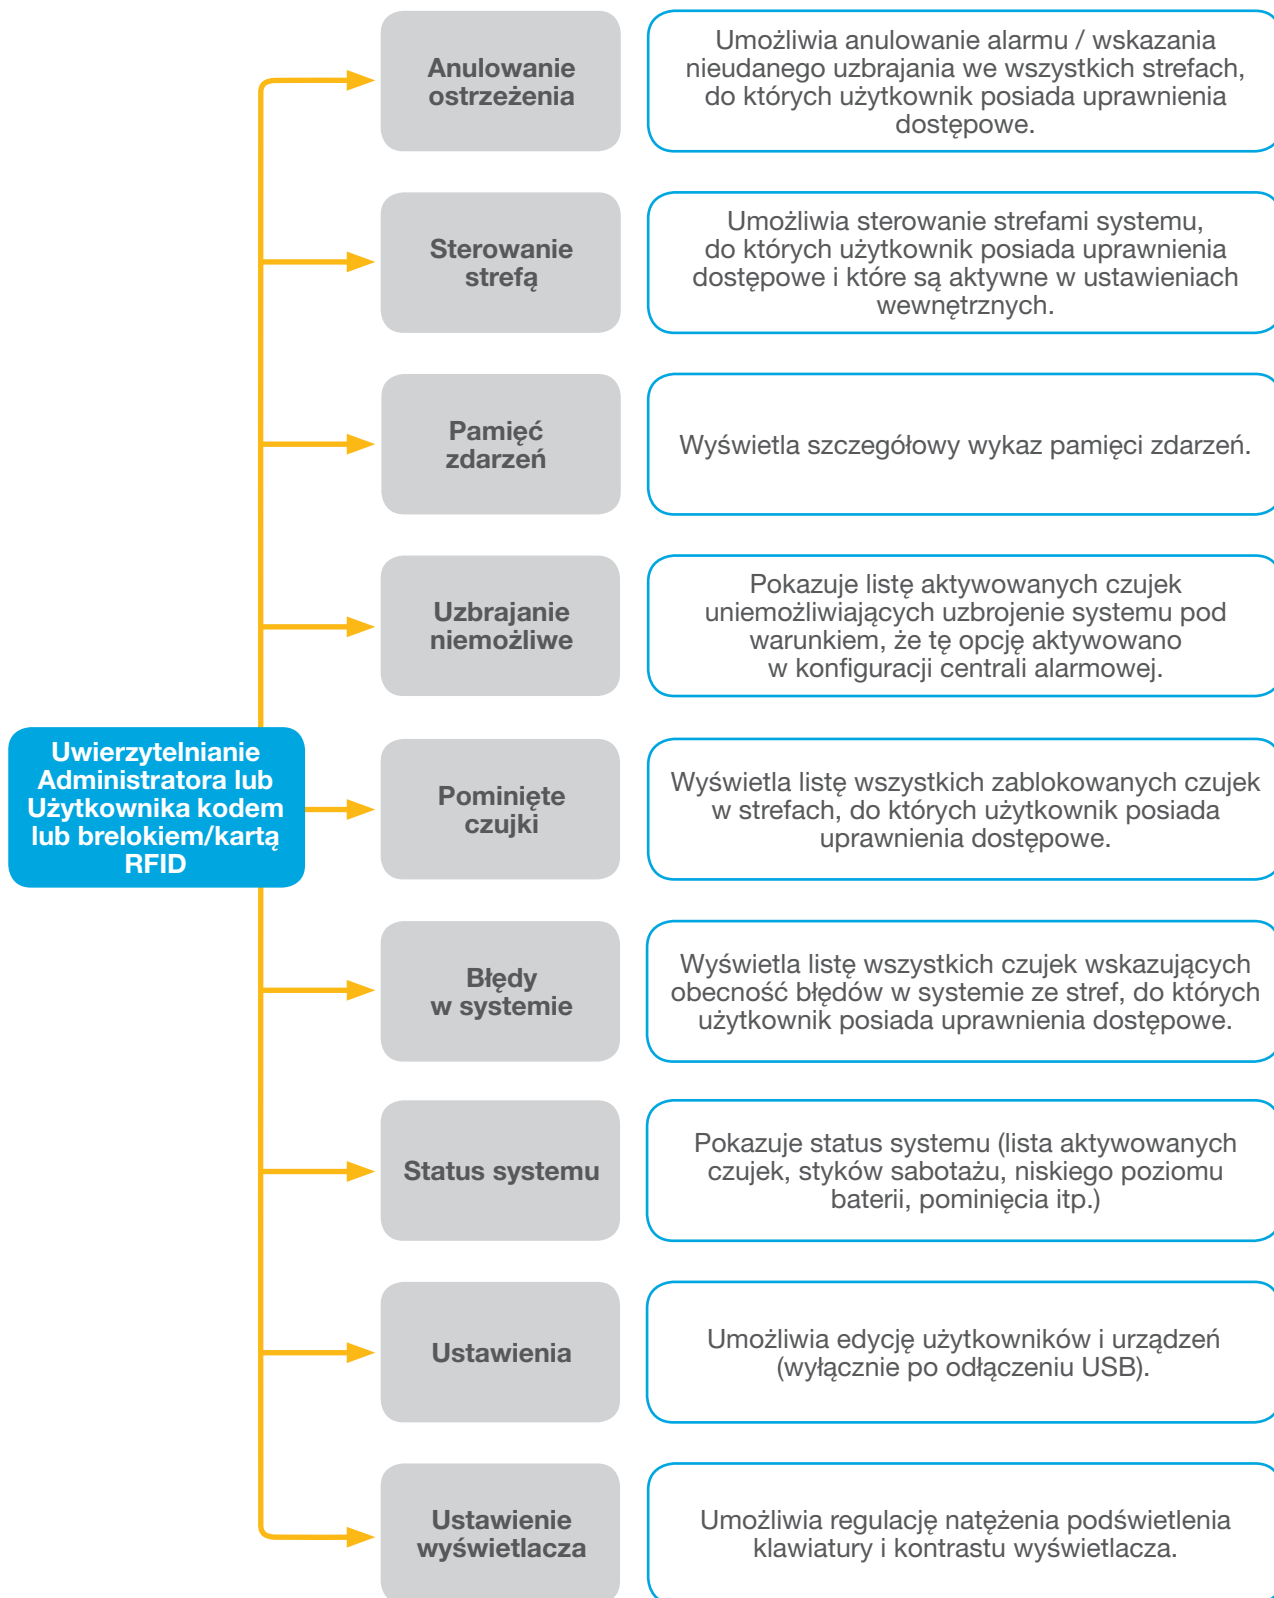 Anulowanie
ostrzeżenia
Umożliwia anulowanie alarmu / wskazania
nieudanego uzbrajania we wszystkich strefach,
do których użytkownik posiada uprawnienia
dostępowe.
Sterowanie
strefą
Umożliwia sterowanie strefami systemu,
do których użytkownik posiada uprawnienia
dostępowe i które są aktywne w ustawieniach
wewnętrznych.
Pamięć
zdarzeń
Wyświetla szczegółowy wykaz pamięci zdarzeń.
Uzbrajanie
niemożliwe
Pokazuje listę aktywowanych czujek
uniemożliwiających uzbrojenie systemu pod
warunkiem, że tę opcję aktywowano
w konfiguracji centrali alarmowej.
Uwierzytelnianie
Administratora lub
Użytkownika kodem
lub brelokiem/kartą
RFID
Pominięte
czujki
Wyświetla listę wszystkich zablokowanych czujek
w strefach, do których użytkownik posiada
uprawnienia dostępowe.
Błędy
w systemie
Wyświetla listę wszystkich czujek wskazujących
obecność błędów w systemie ze stref, do których
użytkownik posiada uprawnienia dostępowe.
Status systemu
Pokazuje status systemu (lista aktywowanych
czujek, styków sabotażu, niskiego poziomu
baterii, pominięcia itp.)
Ustawienia
Umożliwia edycję użytkowników i urządzeń
(wyłącznie po odłączeniu USB).
Ustawienie
wyświetlacza
Umożliwia regulację natężenia podświetlenia
klawiatury i kontrastu wyświetlacza.